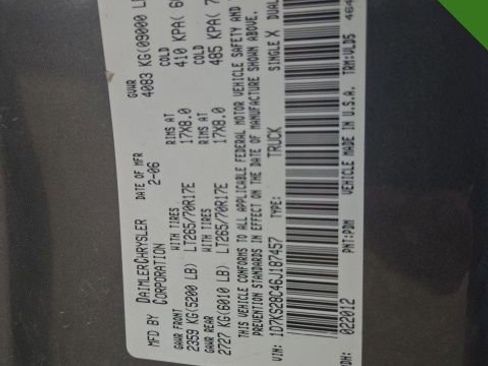 MFD BY DAIMLERCHRYSLER DATE OF MFR 2-06 GVWR 4083 KG(09000 L
GAWR FRONT WITH TIRES RIMS AT COLD
2359 KG(5200 LB) LT265/70R17E 17X8.0 410 KPA(
GAWR REAR WITH TIRES RIMS AT COLD
2727 KG(6010 LB) LT265/70R17E 17X8.0 485 KPA(
THIS VEHICLE CONFORMS TO ALL APPLICABLE FEDERAL MOTOR VEHICLE SAFETY AND
PREVENTION STANDARDS IN EFFECT ON THE DATE OF MANUFACTURE SHOWN ABOVE.
VIN: 1D7KS28C46J187457 TYPE: TRUCK SINGLE X DUAL
MDH: 022012 PNT: PDM VEHICLE MADE IN U.S.A. TRM: VLD5 464